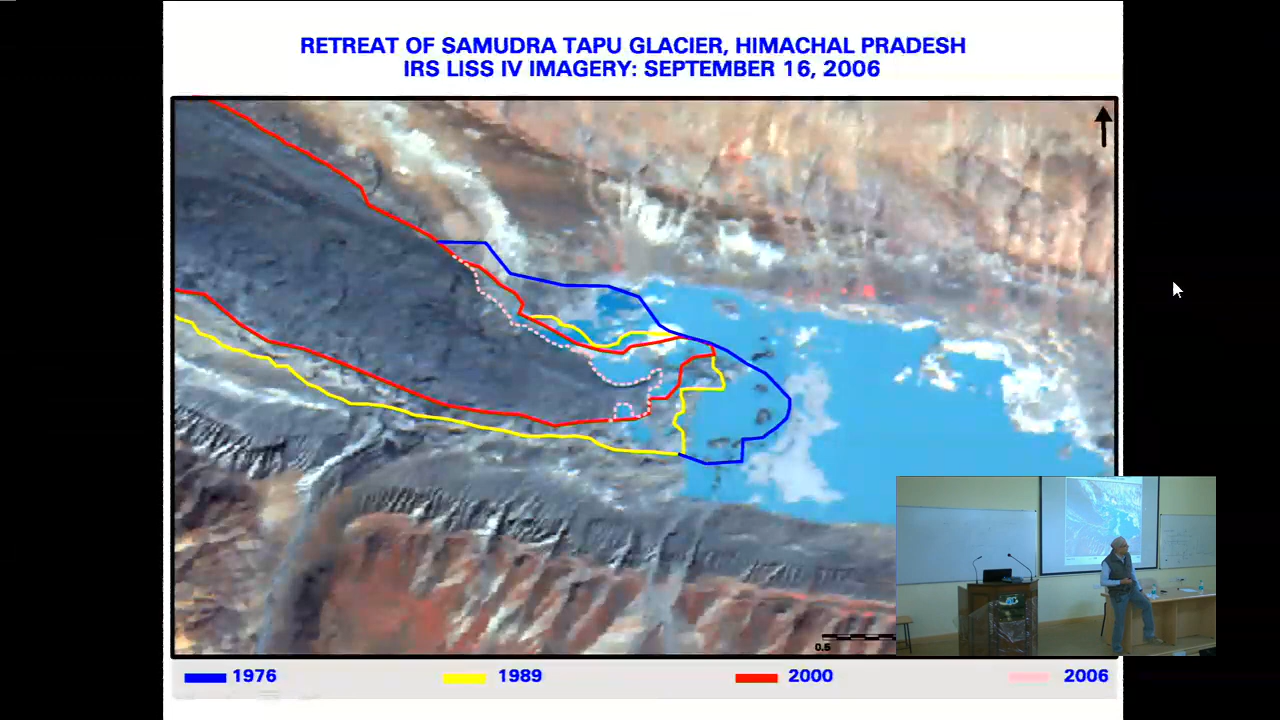 RETREAT OF SAMUDRA TAPU GLACIER, HIMACHAL PRADESH
IRS LISS IV IMAGERY: SEPTEMBER 16, 2006
0.5
1976 1989 2000 2006